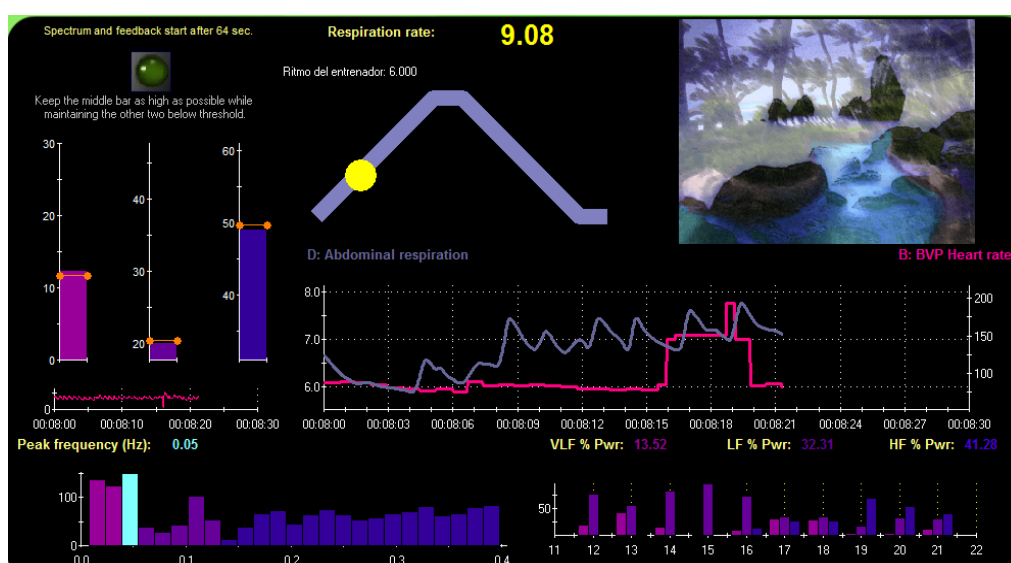 Spectrum and feedback start after 64 sec.
Respiration rate: 9.08
Ritmo del entrenador: 6.000
Keep the middle bar as high as possible while
maintaining the other two below threshold.
30
20
10
0
40
30
20
60
50
40
D: Abdominal respiration
B: BVP Heart rate
8.0
7.0
6.0
200
150
100
0
00:08:00 00:08:10 00:08:20 00:08:30
00:08:00 00:08:03 00:08:06 00:08:09 00:08:12 00:08:15 00:08:18 00:08:21 00:08:24 00:08:27 00:08:30
Peak frequency (Hz): 0.05
VLF % Pwr: 13.52 LF % Pwr: 32.31 HF % Pwr: 41.28
100
0
0.0 0.1 0.2 0.3 0.4
50
11 12 13 14 15 16 17 18 19 20 21 22